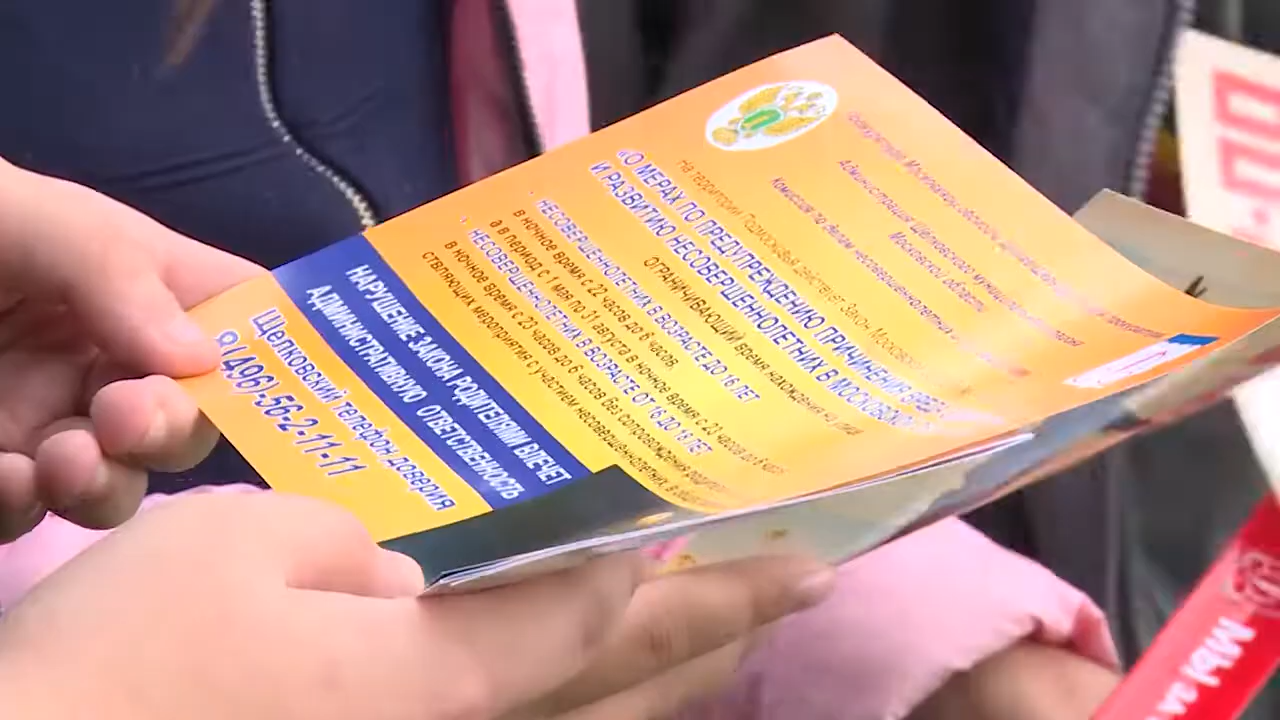 Администрация Щелковского муниципального
Московской области
Комиссия по делам несовершеннолетних
На территории Подмосковья действует Закон Московской
«О МЕРАХ ПО ПРЕДУПРЕЖДЕНИЮ ПРИЧИНЕНИЯ ВРЕДА
И РАЗВИТИЮ НЕСОВЕРШЕННОЛЕТНИХ В МОСКОВСКОЙ
ОГРАНИЧИВАЮЩИЙ время нахождения на улице
НЕСОВЕРШЕННОЛЕТНИХ В ВОЗРАСТЕ ДО 16 ЛЕТ
в ночное время с 22 часов до 6 часов,
а в период с 1 мая по 31 августа в ночное время с 23 часов до 6 часов
НЕСОВЕРШЕННОЛЕТНИХ В ВОЗРАСТЕ ОТ 16 ДО 18 ЛЕТ
в ночное время с 23 часов до 6 часов без сопровождения
ствляющих мероприятия с участием несовершеннолетних
НАРУШЕНИЕ ЗАКОНА РОДИТЕЛЯМИ ВЛЕЧЕТ
АДМИНИСТРАТИВНУЮ ОТВЕТСТВЕННОСТЬ
Щелковский телефон доверия
8(496)-56-2-11-11
МЫ за